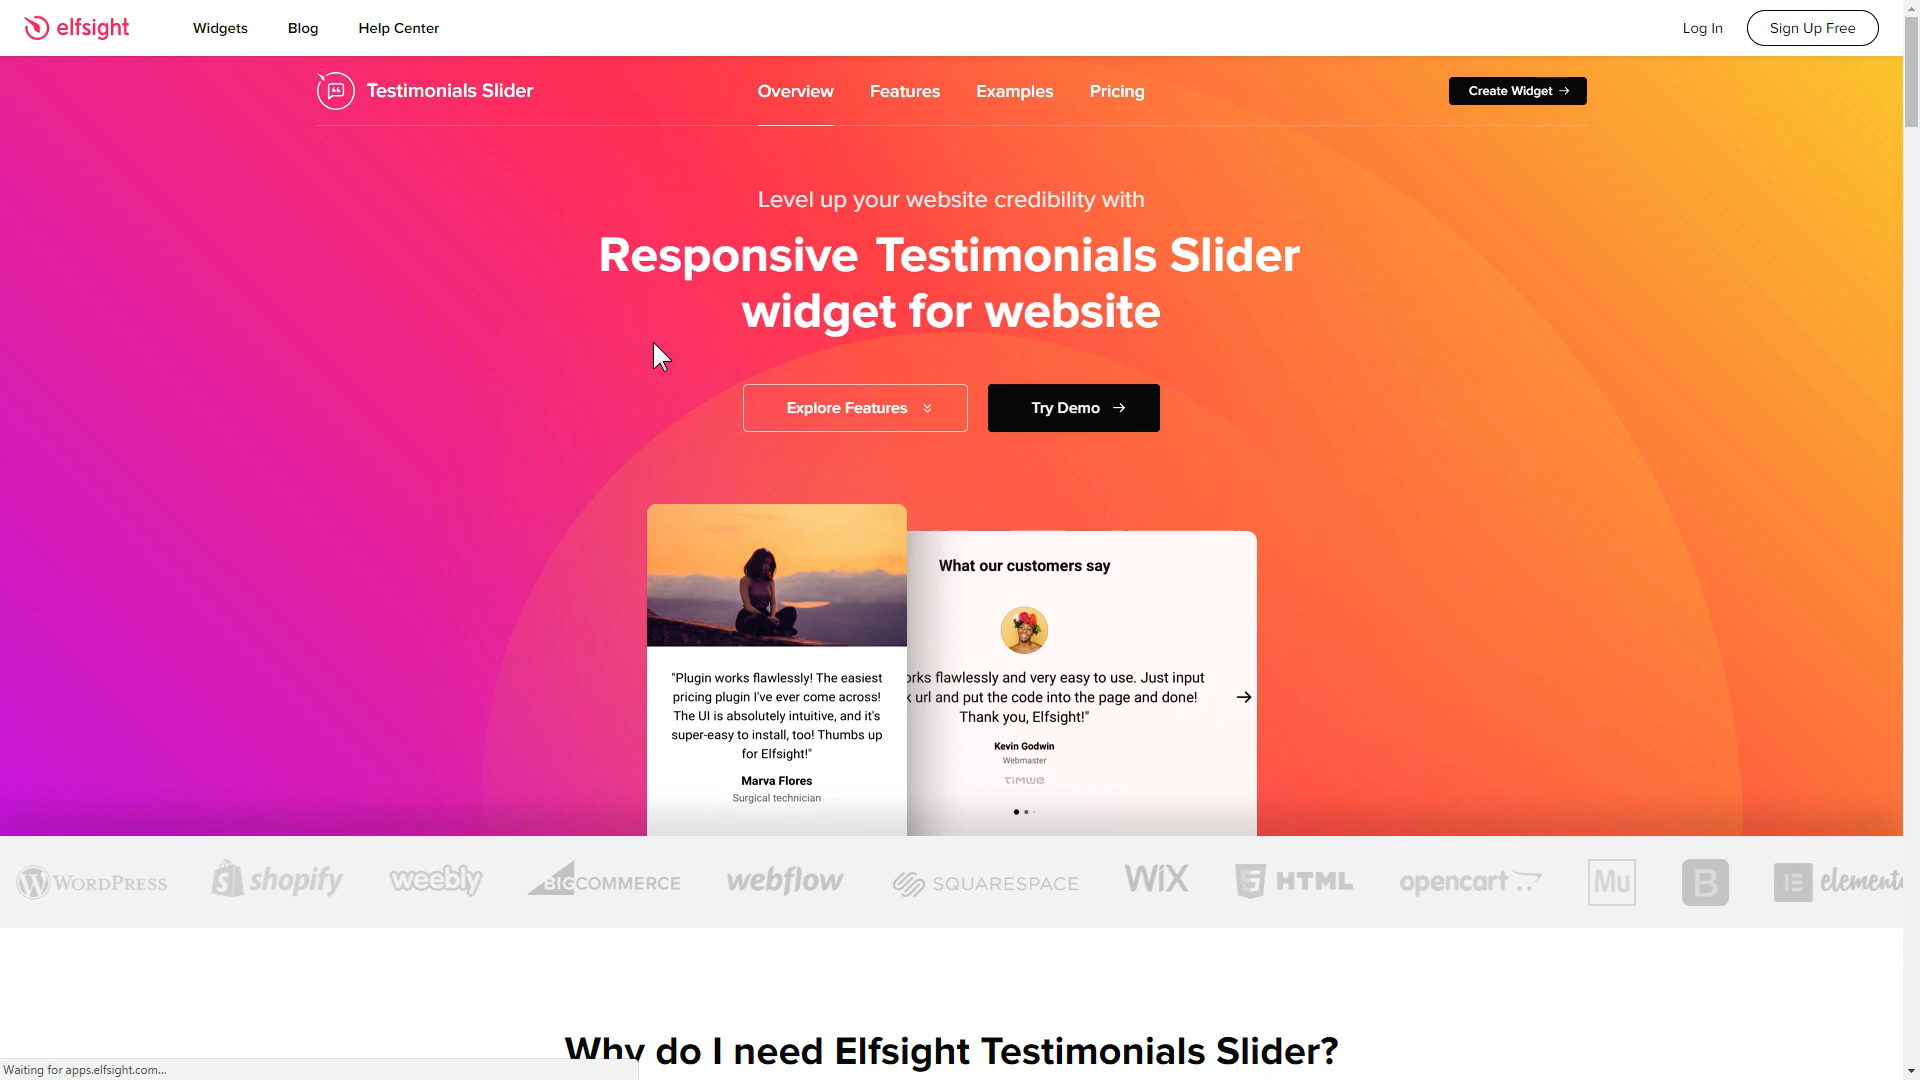 elfsight
Widgets
Blog
Help Center
Log In
Sign Up Free
Testimonials Slider
Overview
Features
Examples
Pricing
Create Widget
Level up your website credibility with
Responsive Testimonials Slider
widget for website
Explore Features
Try Demo
"Plugin works flawlessly! The easiest
pricing plugin I've ever come across!
The UI is absolutely intuitive, and it's
super-easy to install, too! Thumbs up
for Elfsight!"
Marva Flores
Surgical technician
What our customers say
flawlessly and very easy to use. Just input
url and put the code into the page and done!
Thank you, Elfsight!"
Kevin Godwin
Webmaster
TIMWE
WORDPRESS
shopify
weebly
BIGCOMMERCE
webflow
SQUARESPACE
WiX
5 HTML
opencart
Mu
B
Why do I need Elfsight Testimonials Slider?
Waiting for apps.elfsight.com...